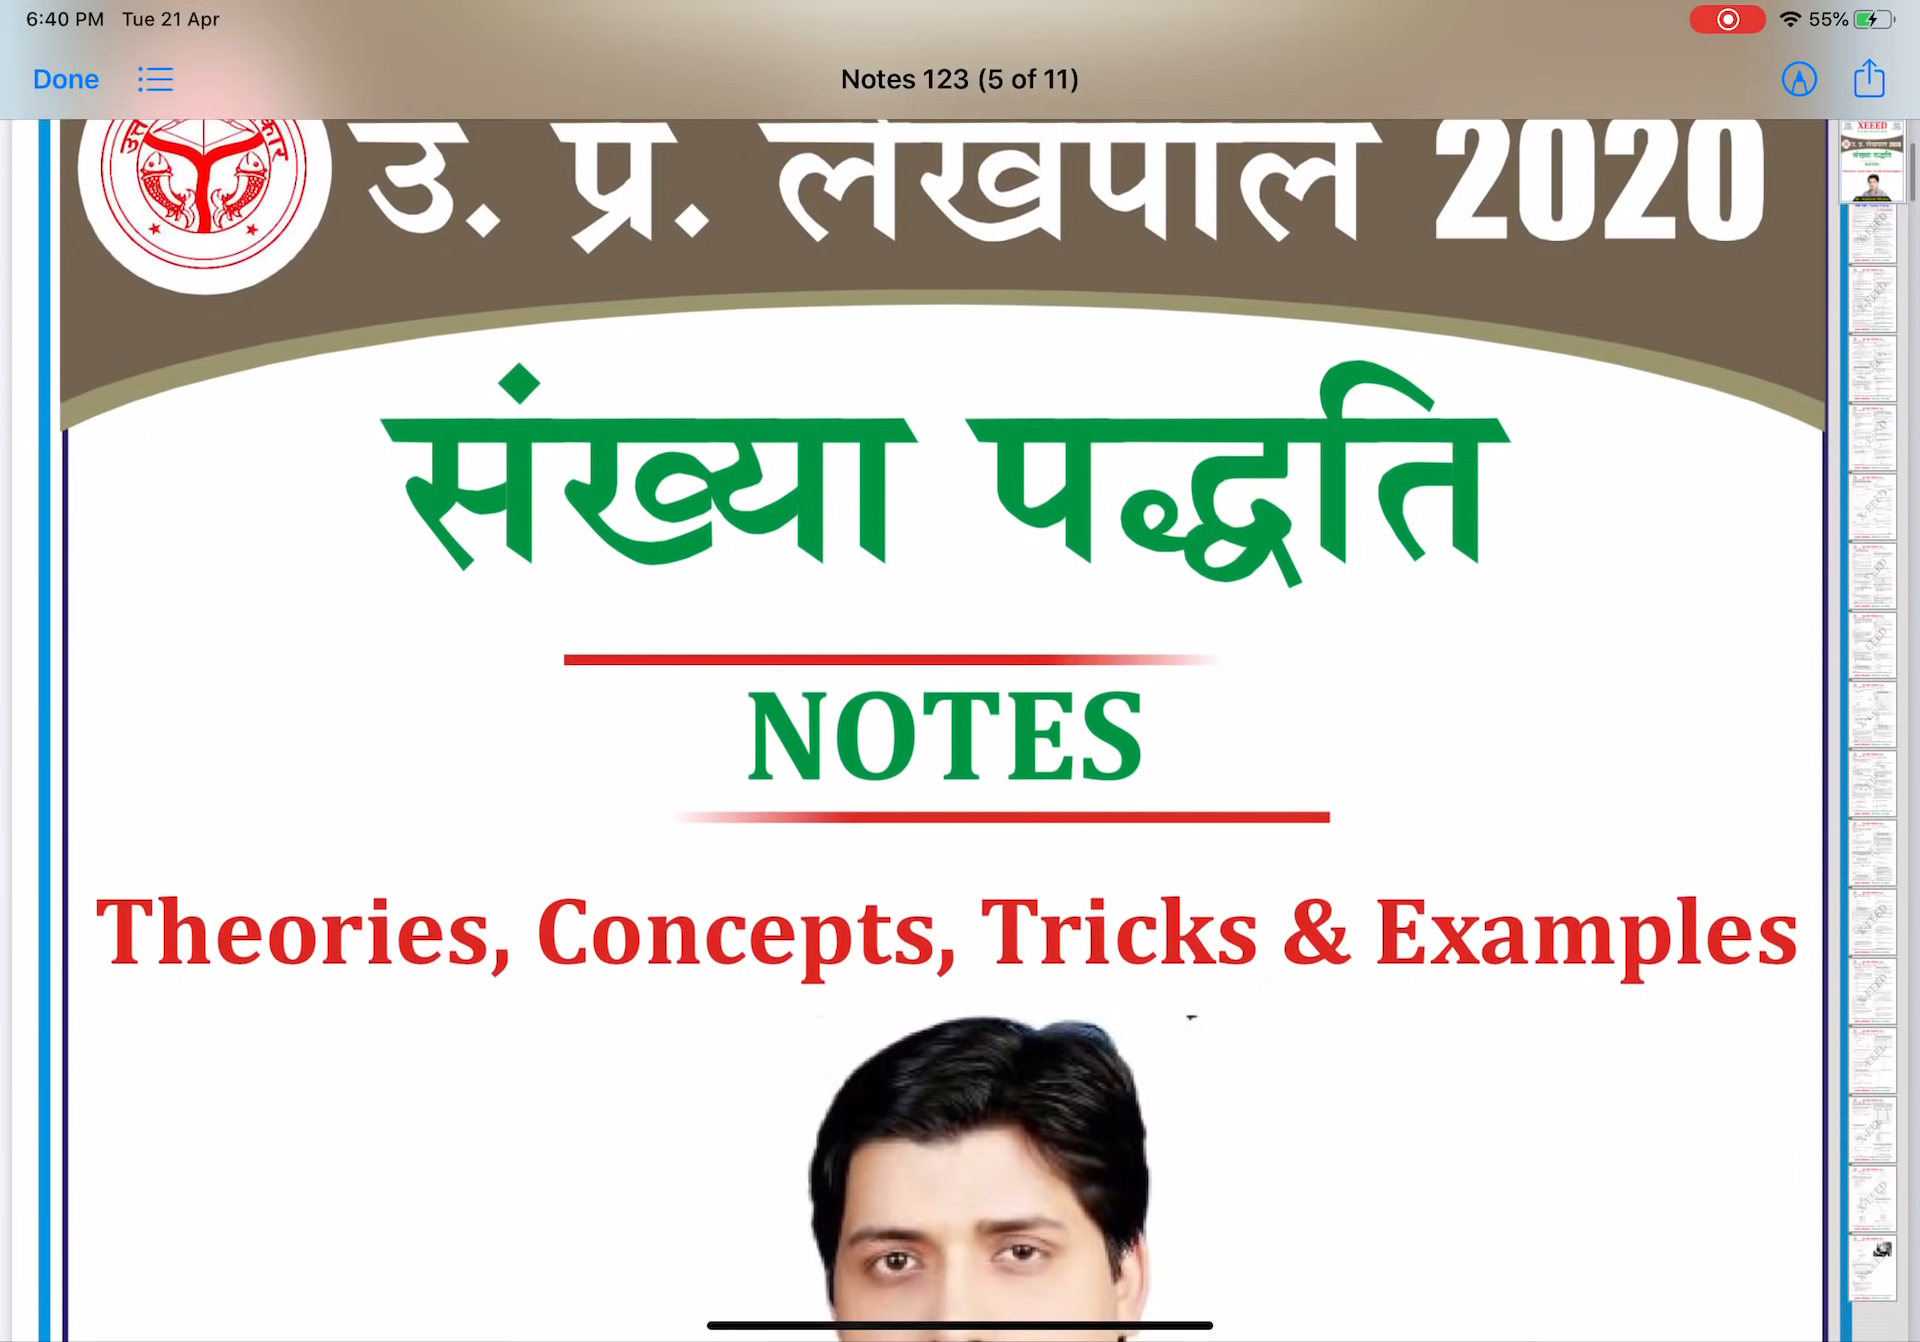 6:40 PM Tue 21 Apr
55%
Done
Notes 123 (5 of 11)
उ. प्र. लेखपाल 2020
संख्या पद्धति
NOTES
Theories, Concepts, Tricks & Examples
XEEED